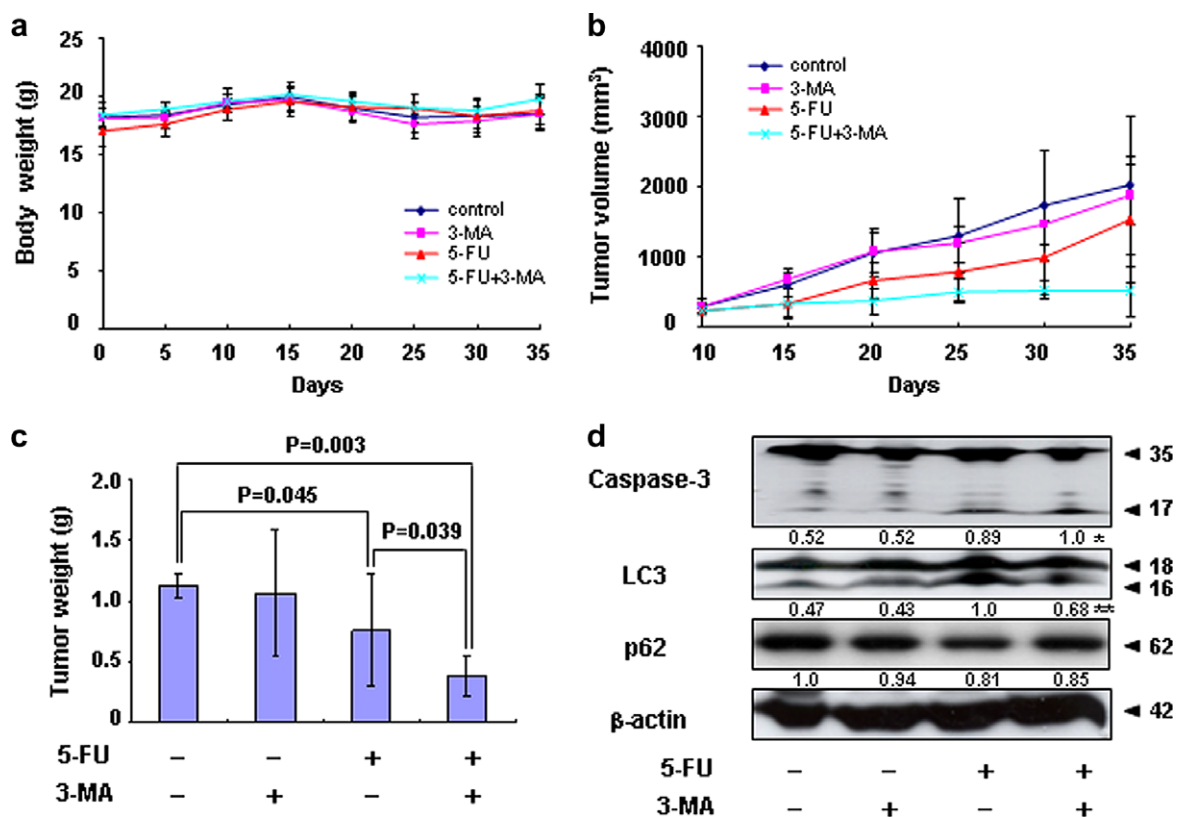 a
Body weight (g)
25
20
15
10
5
0
0 5 10 15 20 25 30 35
Days
control
3-MA
5-FU
5-FU+3-MA
b
Tumor volume (mm³)
4000
3000
2000
1000
0
10 15 20 25 30 35
Days
control
3-MA
5-FU
5-FU+3-MA
c
P=0.003
P=0.045
P=0.039
Tumor weight (g)
2.0
1.5
1.0
0.5
0
5-FU − − + +
3-MA − + − +
d
Caspase-3
35
17
0.52 0.52 0.89 1.0 *
LC3
18
16
0.47 0.43 1.0 0.68 **
p62
62
1.0 0.94 0.81 0.85
β-actin
42
5-FU − − + +
3-MA − + − +